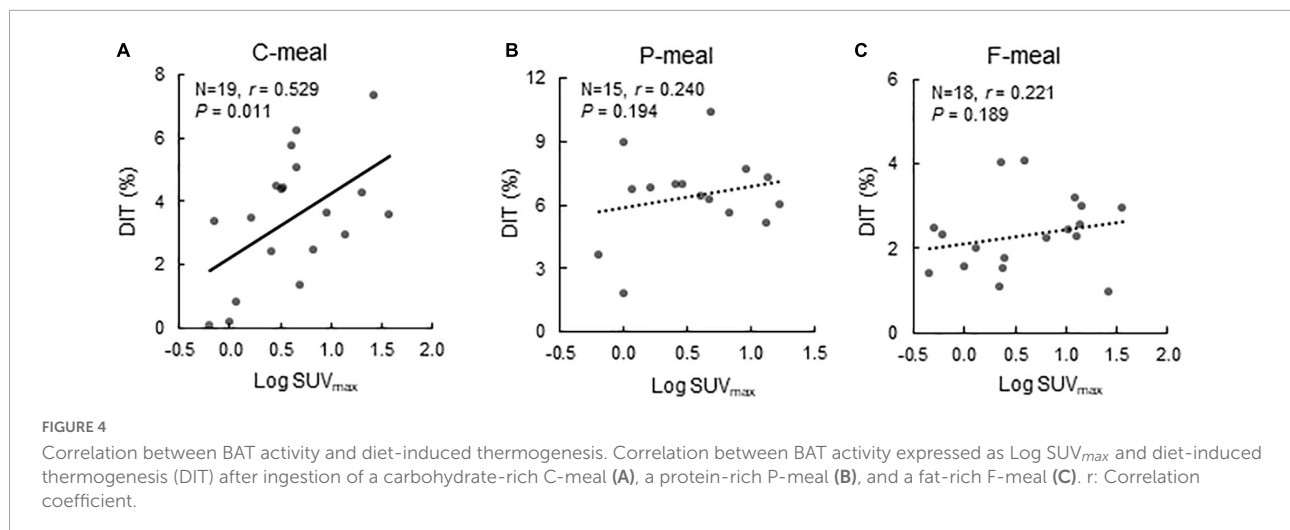 A
C-meal
N=19, r = 0.529
P = 0.011
DIT (%)
8
6
4
2
0
-0.5
0.0
0.5
1.0
1.5
2.0
Log SUVmax
B
P-meal
N=15, r = 0.240
P = 0.194
DIT (%)
12
9
6
3
0
-0.5
0.0
0.5
1.0
1.5
Log SUVmax
C
F-meal
N=18, r = 0.221
P = 0.189
DIT (%)
6
4
2
0
-0.5
0.0
0.5
1.0
1.5
2.0
Log SUVmax
FIGURE 4
Correlation between BAT activity and diet-induced thermogenesis. Correlation between BAT activity expressed as Log SUVmax and diet-induced
thermogenesis (DIT) after ingestion of a carbohydrate-rich C-meal (A), a protein-rich P-meal (B), and a fat-rich F-meal (C). r: Correlation
coefficient.